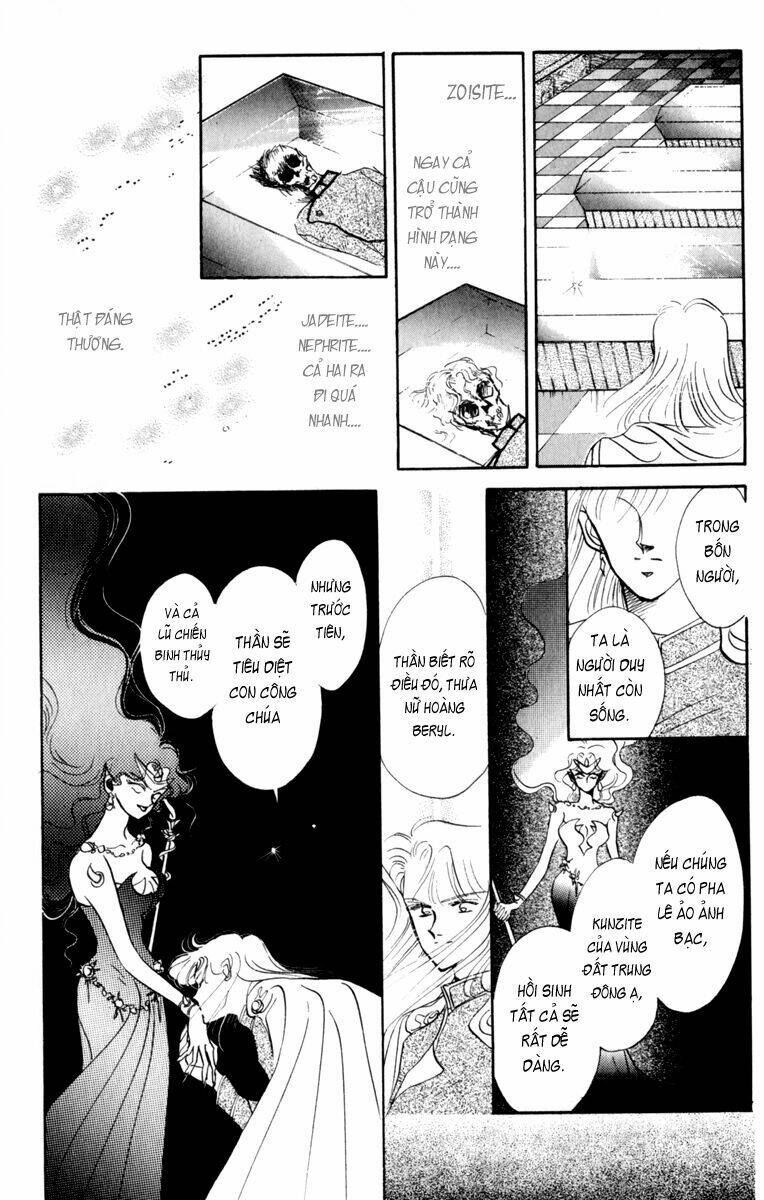 ZOISITE...
NGAY CẢ
CẬU CŨNG
TRỞ THÀNH
HÌNH DẠNG
NÀY....
JADEITE....
NEPHRITE....
CẢ HAI RA
ĐI QUÁ
NHANH....
THẬT ĐÁNG
THƯƠNG.
TRONG
BỐN
NGƯỜI,
TA LÀ
NGƯỜI DUY
NHẤT CÒN
SỐNG.
NẾU CHÚNG
TA CÓ PHA
LÊ ẢO ẢNH
BẠC,
KUNZITE
CỦA VÙNG
ĐẤT TRUNG
ĐÔNG Ạ,
HỒI SINH
TẤT CẢ SẼ
RẤT DỄ
DÀNG.
THẦN BIẾT RÕ
ĐIỀU ĐÓ, THƯA
NỮ HOÀNG
BERYL.
NHƯNG
TRƯỚC
TIÊN,
THẦN SẼ
TIÊU DIỆT
CON CÔNG
CHÚA
VÀ CẢ
LŨ CHIẾN
BINH THỦY
THỦ.